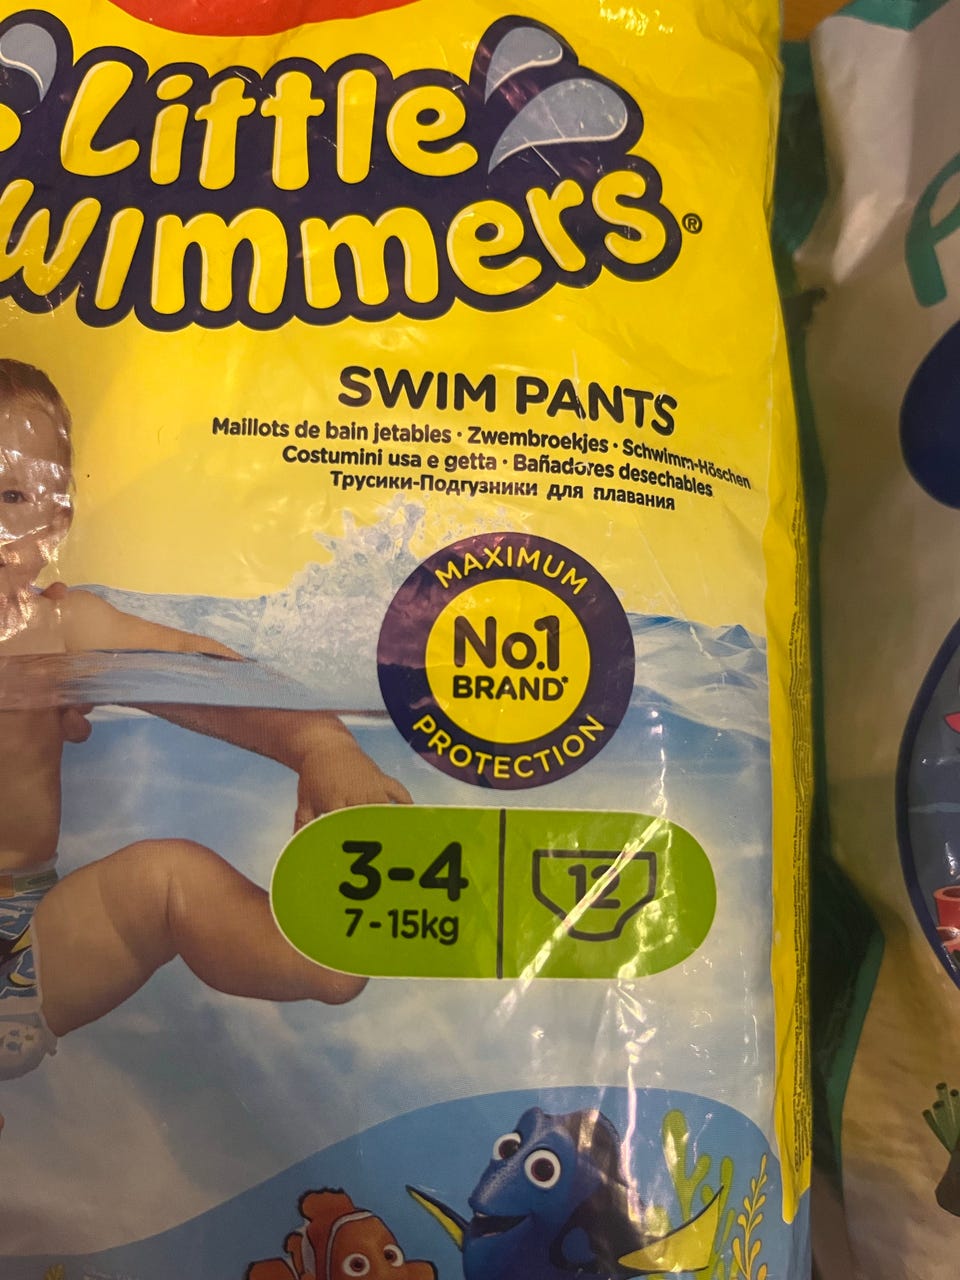 Little
wimmers®
SWIM PANTS
Maillots de bain jetables · Zwembroekjes · Schwimm-Höschen
Costumini usa e getta · Bañadores desechables
Трусики-Подгузники для плавания
MAXIMUM
No.1
BRAND*
PROTECTION
3-4
7-15kg
12